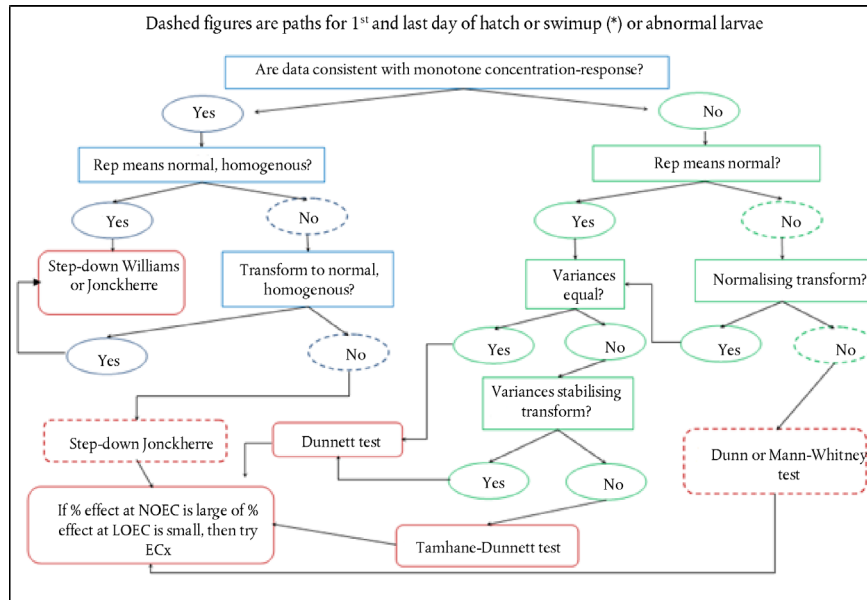 Dashed figures are paths for 1st and last day of hatch or swimup (*) or abnormal larvae
Are data consistent with monotone concentration-response?
Yes
No
Rep means normal, homogenous?
Rep means normal?
Yes
No
Yes
No
Step-down Williams
or Jonckherre
Transform to normal,
homogenous?
Variances
equal?
Normalising transform?
Yes
No
Yes
No
Yes
No
Variances stabilising
transform?
Step-down Jonckherre
Dunnett test
Dunn or Mann-Whitney
test
Yes
No
If % effect at NOEC is large of %
effect at LOEC is small, then try
ECx
Tamhane-Dunnett test